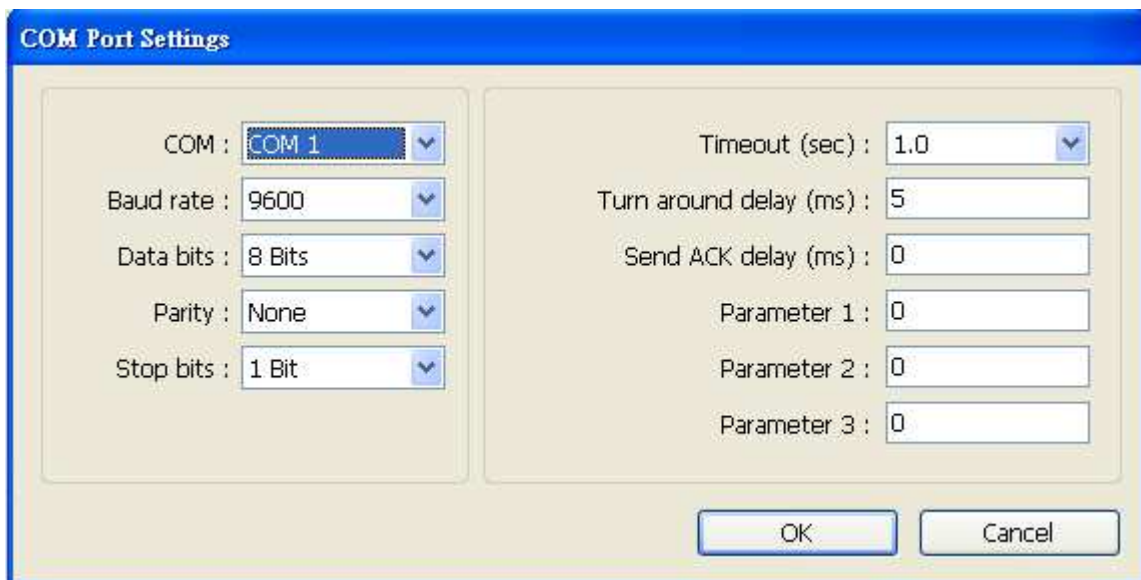 COM Port Settings
COM : COM 1
Baud rate : 9600
Data bits : 8 Bits
Parity : None
Stop bits : 1 Bit
Timeout (sec) : 1.0
Turn around delay (ms) : 5
Send ACK delay (ms) : 0
Parameter 1 : 0
Parameter 2 : 0
Parameter 3 : 0
OK
Cancel